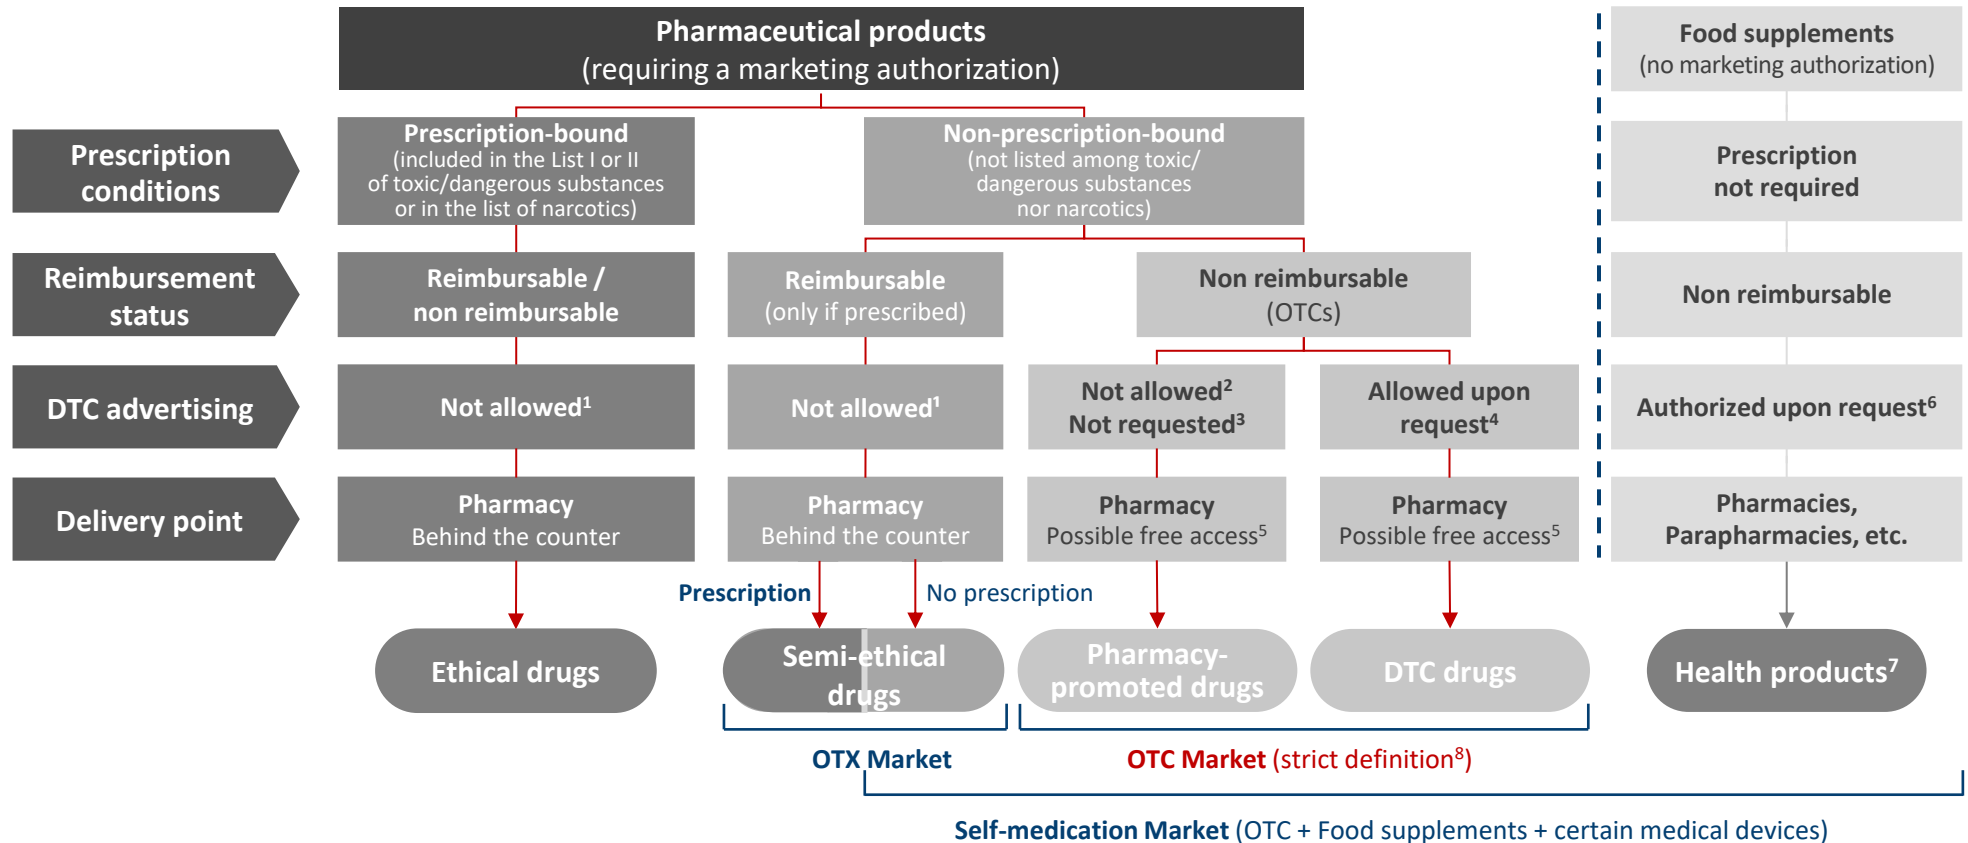 Pharmaceutical products
(requiring a marketing authorization)
Food supplements
(no marketing authorization)
Prescription
conditions
Prescription-bound
(included in the List I or II
of toxic/dangerous substances
or in the list of narcotics)
Non-prescription-bound
(not listed among toxic/
dangerous substances
nor narcotics)
Prescription
not required
Reimbursement
status
Reimbursable /
non reimbursable
Reimbursable
(only if prescribed)
Non reimbursable
(OTCs)
Non reimbursable
DTC advertising
Not allowed¹
Not allowed¹
Not allowed²
Not requested³
Allowed upon
request⁴
Authorized upon request⁶
Delivery point
Pharmacy
Behind the counter
Pharmacy
Behind the counter
Pharmacy
Possible free access⁵
Pharmacy
Possible free access⁵
Pharmacies,
Parapharmacies, etc.
Prescription
No prescription
Ethical drugs
Semi-ethical
drugs
Pharmacy-
promoted drugs
DTC drugs
Health products⁷
OTX Market
OTC Market (strict definition⁸)
Self-medication Market (OTC + Food supplements + certain medical devices)